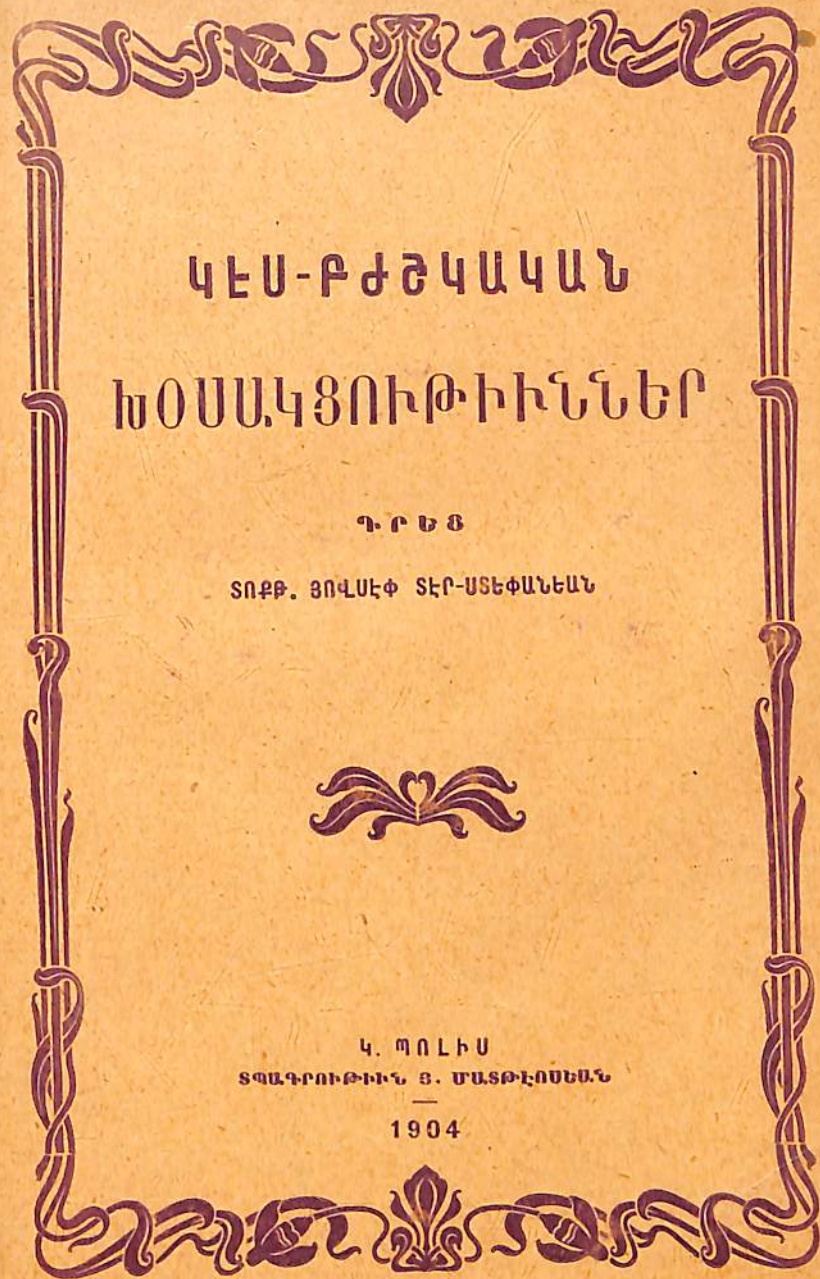 ԿԷՍ-ԲԺՇԿԱԿԱՆ
ԽՕՍԱԿՑՈՒԹԻՒՆՆԵՐ
ԳՐԵՑ
ՏՈՔԹ. ՅՈՎՍԷՓ ՏԷՐ-ՍՏԵՓԱՆԵԱՆ
Կ. ՊՈԼԻՍ
ՏՊԱԳՐՈՒԹԻՒՆ Յ. ՄԱՏԹԷՈՍԵԱՆ
1904